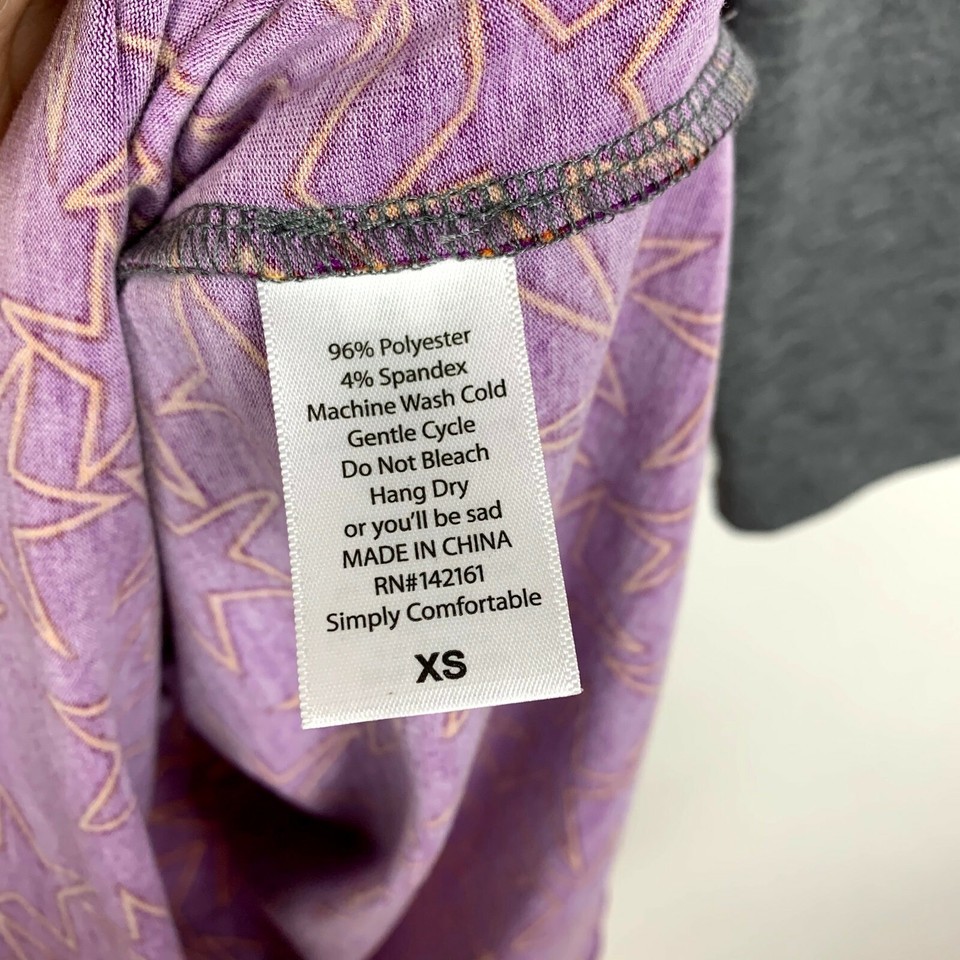 96% Polyester
4% Spandex
Machine Wash Cold
Gentle Cycle
Do Not Bleach
Hang Dry
or you'll be sad
MADE IN CHINA
RN#142161
Simply Comfortable
XS